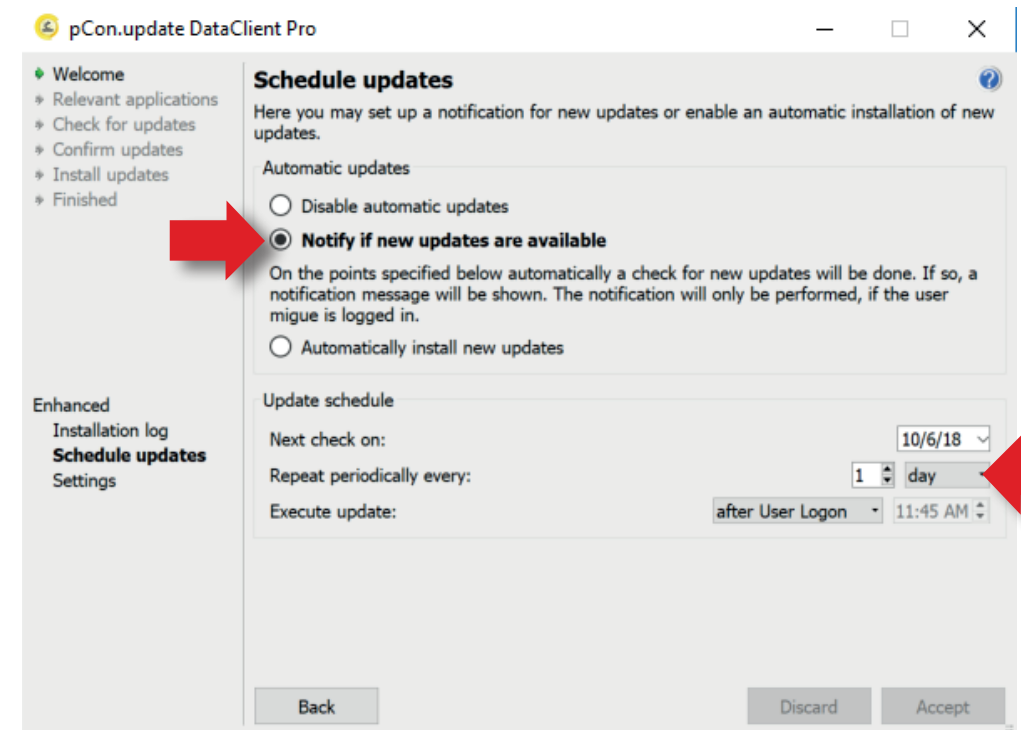 pCon.update DataClient Pro
Welcome
Relevant applications
Check for updates
Confirm updates
Install updates
Finished
Enhanced
Installation log
Schedule updates
Settings
Schedule updates
Here you may set up a notification for new updates or enable an automatic installation of new
updates.
Automatic updates
Disable automatic updates
Notify if new updates are available
On the points specified below automatically a check for new updates will be done. If so, a
notification message will be shown. The notification will only be performed, if the user
migue is logged in.
Automatically install new updates
Update schedule
Next check on: 10/6/18
Repeat periodically every: 1 day
Execute update: after User Logon 11:45 AM
Back Discard Accept